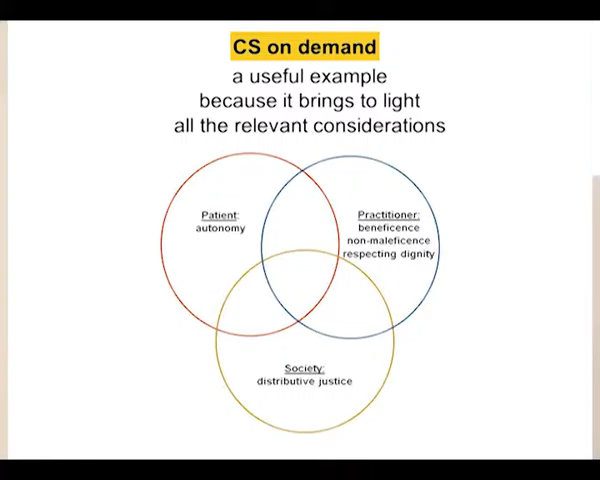 CS on demand
a useful example
because it brings to light
all the relevant considerations
Patient:
autonomy
Practitioner:
beneficence
non-maleficence
respecting dignity
Society:
distributive justice